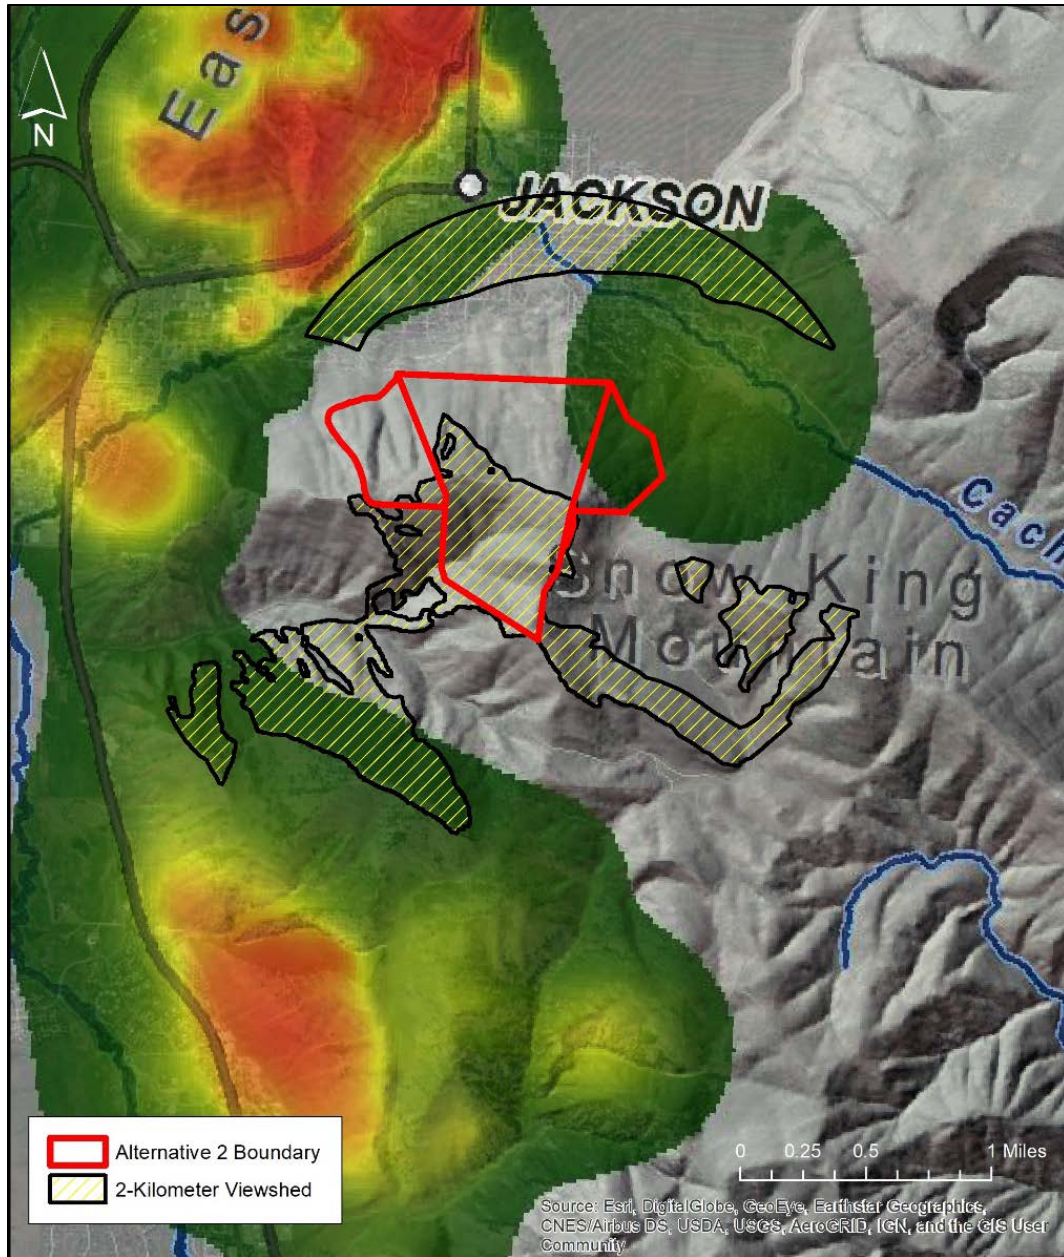 Eas
N
JACKSON
Cach
Snow King
Mountain
Alternative 2 Boundary
2-Kilometer Viewshed
0 0.25 0.5 1 Miles
Source: Esri, DigitalGlobe, GeoEye, Earthstar Geographics,
CNES/Airbus DS, USDA, USGS, AeroGRID, IGN, and the GIS User
Community